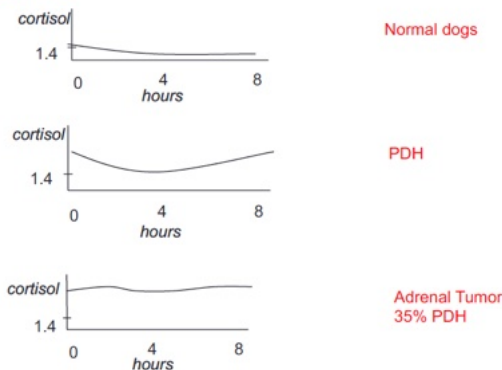 cortisol
Normal dogs
1.4
0 4 8
hours
cortisol
PDH
1.4
0 4 8
hours
cortisol
Adrenal Tumor
35% PDH
1.4
0 4 8
hours